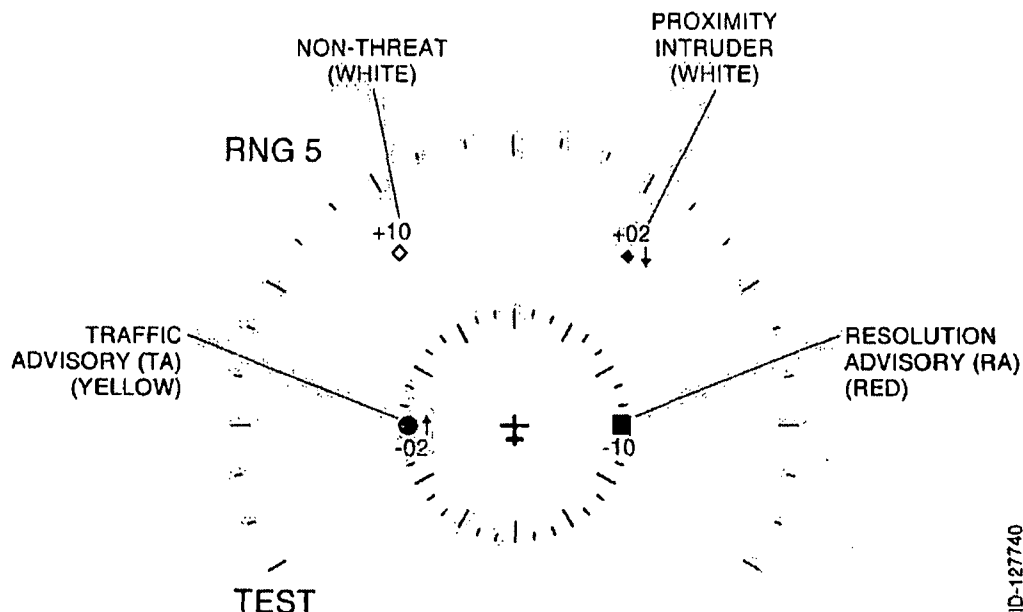 NON-THREAT
(WHITE)
PROXIMITY
INTRUDER
(WHITE)
RNG 5
+10
+02
TRAFFIC
ADVISORY (TA)
(YELLOW)
RESOLUTION
ADVISORY (RA)
(RED)
-02
-10
TEST
ID-127740